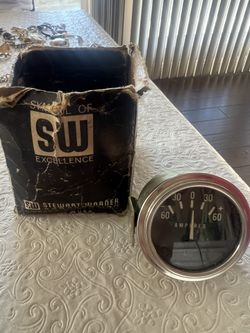 SYMBOL OF
SW
EXCELLENCE
SW STEWART-WARNER
30 0 30
60 60
AMPERES